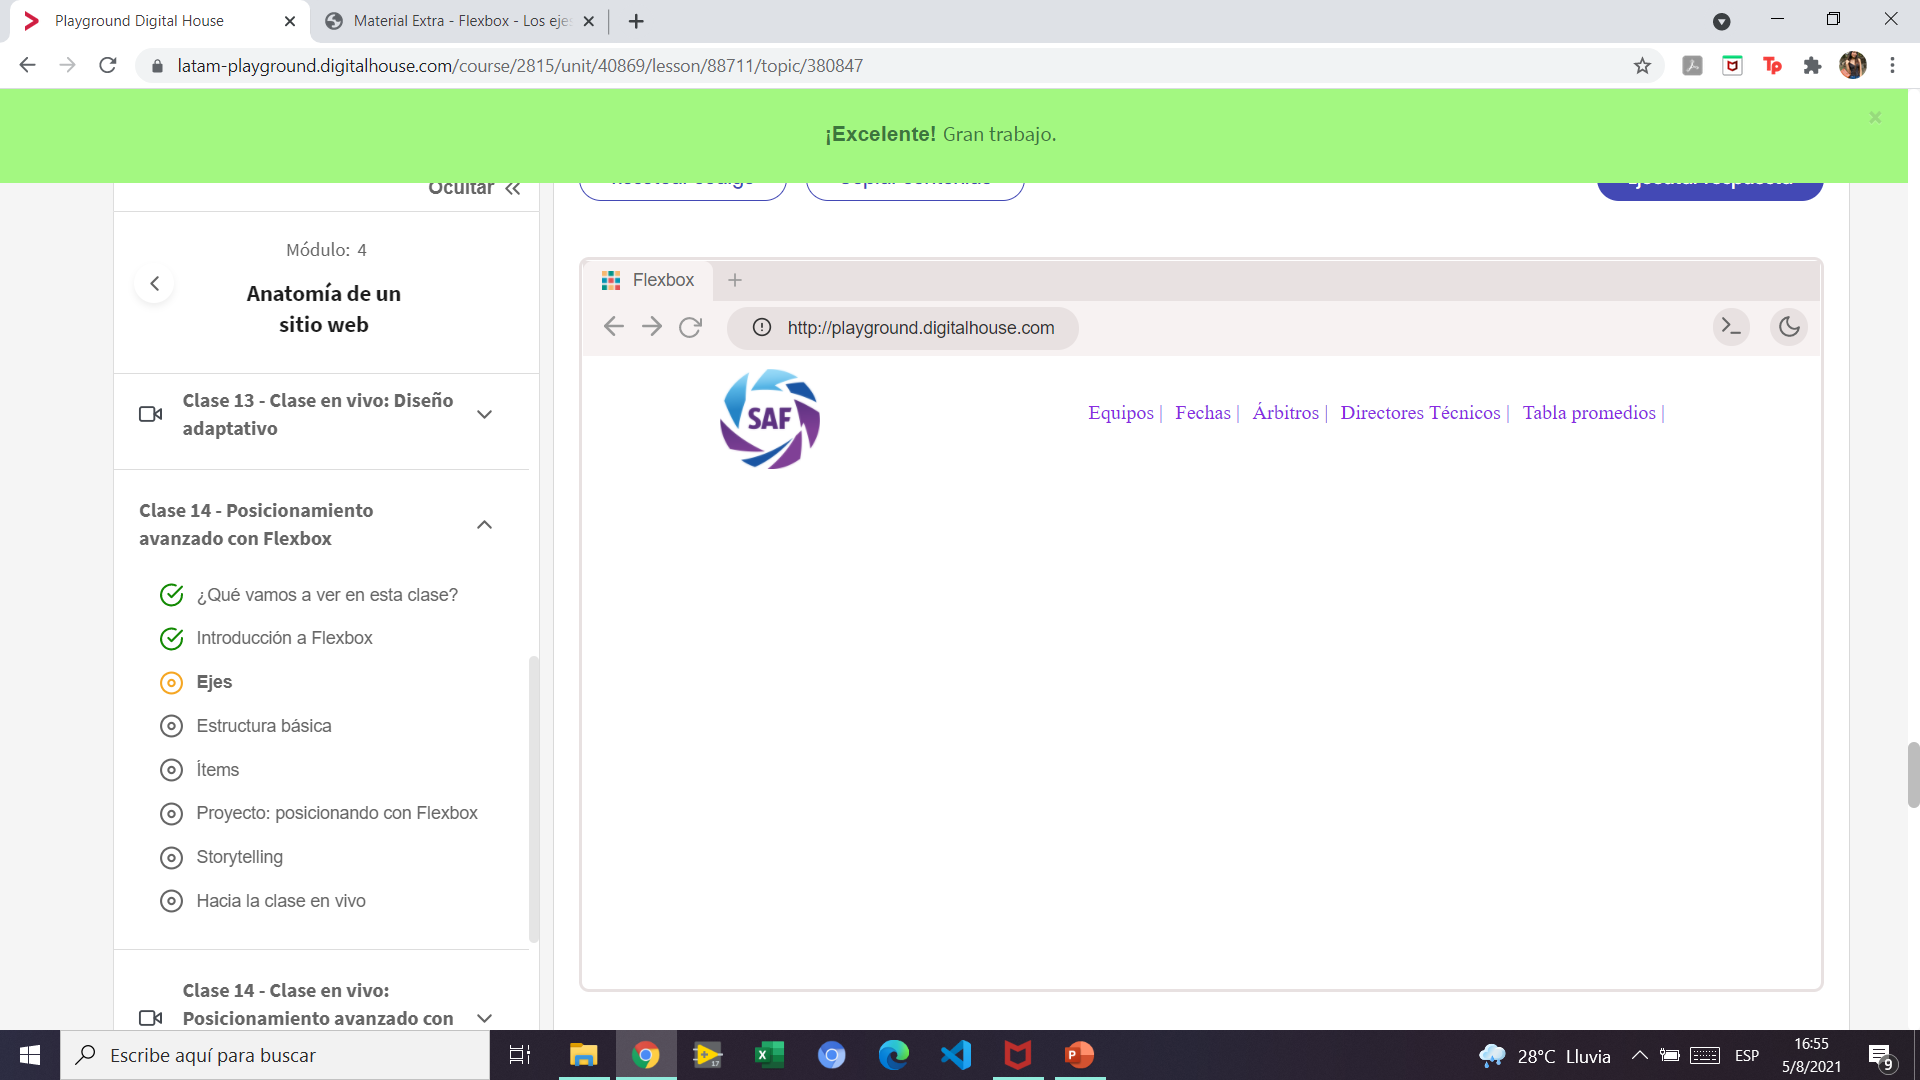 Playground Digital House
Material Extra - Flexbox - Los eje
latam-playground.digitalhouse.com/course/2815/unit/40869/lesson/88711/topic/380847
¡Excelente! Gran trabajo.
Ocultar
Módulo: 4
Anatomía de un
sitio web
Clase 13 - Clase en vivo: Diseño
adaptativo
Clase 14 - Posicionamiento
avanzado con Flexbox
¿Qué vamos a ver en esta clase?
Introducción a Flexbox
Ejes
Estructura básica
Ítems
Proyecto: posicionando con Flexbox
Storytelling
Hacia la clase en vivo
Clase 14 - Clase en vivo:
Posicionamiento avanzado con
Flexbox
http://playground.digitalhouse.com
SAF
Equipos | Fechas | Árbitros | Directores Técnicos | Tabla promedios |
Escribe aquí para buscar
28°C Lluvia
ESP
16:55
5/8/2021
9